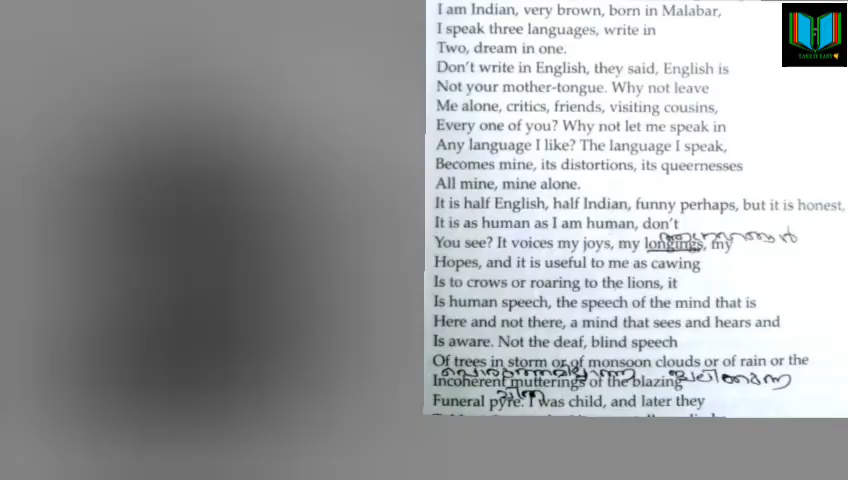 I am Indian, very brown, born in Malabar,
I speak three languages, write in
Two, dream in one.
Don't write in English, they said, English is
Not your mother-tongue. Why not leave
Me alone, critics, friends, visiting cousins,
Every one of you? Why not let me speak in
Any language I like? The language I speak,
Becomes mine, its distortions, its queernesses
All mine, mine alone.
It is half English, half Indian, funny perhaps, but it is honest,
It is as human as I am human, don't
You see? It voices my joys, my longings, my
Hopes, and it is useful to me as cawing
Is to crows or roaring to the lions, it
Is human speech, the speech of the mind that is
Here and not there, a mind that sees and hears and
Is aware. Not the deaf, blind speech
Of trees in storm or of monsoon clouds or of rain or the
Incoherent mutterings of the blazing
Funeral pyre. I was child, and later they
TAKE IT EASY